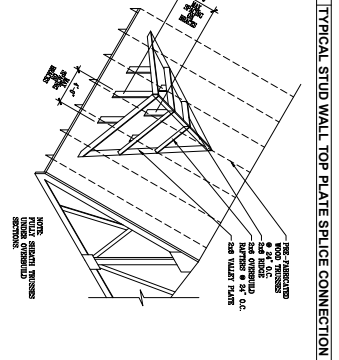 TYPICAL STUD WALL TOP PLATE SPLICE CONNECTION
PRE-FABRICATED
WOOD TRUSSES
@ 24" O.C.
2x8 RIDGE
2x6 OVERBUILD
RAFTERS @ 24" O.C.
2x8 VALLEY PLATE
NOTE:
FULLY SHEATH TRUSSES
UNDER OVERBUILD
SECTIONS.